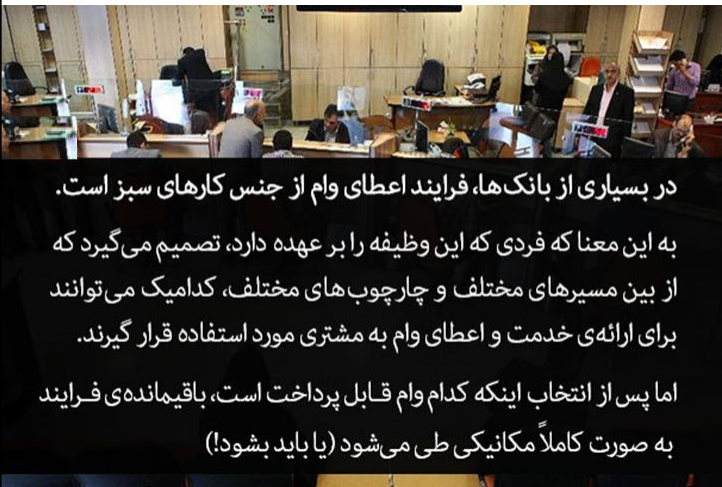 در بسیاری از بانک‌ها، فرایند اعطای وام از جنس کارهای سبز است.
به این معنا که فردی که این وظیفه را بر عهده دارد، تصمیم می‌گیرد که
از بین مسیرهای مختلف و چارچوب‌های مختلف، کدامیک می‌توانند
برای ارائه‌ی خدمت و اعطای وام به مشتری مورد استفاده قرار گیرند.
اما پس از انتخاب اینکه کدام وام قابل پرداخت است، باقیمانده‌ی فرایند
به صورت کاملاً مکانیکی طی می‌شود (یا باید بشود!)